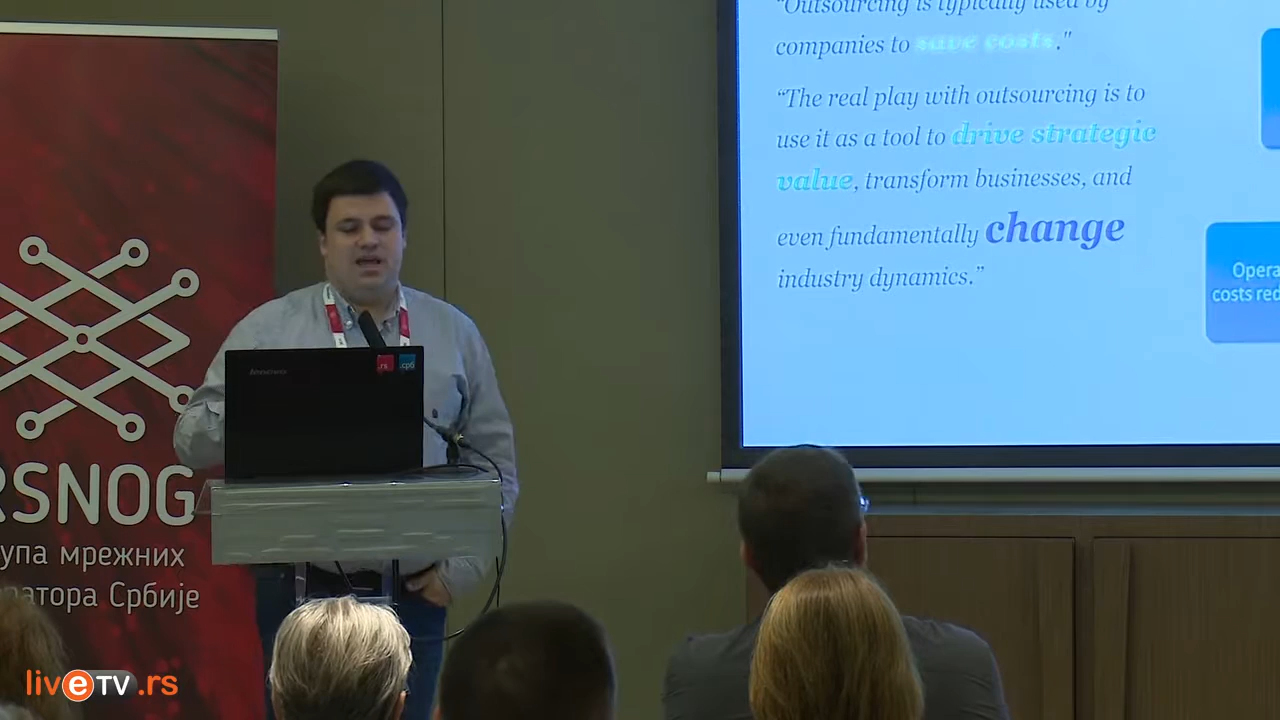 "Outsourcing is typically used by
companies to save costs."
"The real play with outsourcing is to
use it as a tool to drive strategic
value, transform businesses, and
even fundamentally change
industry dynamics."
Opera
costs red
lenovo
.rs .срб
RSNOG
упа мрежних
ратора Србије
livetv.rs